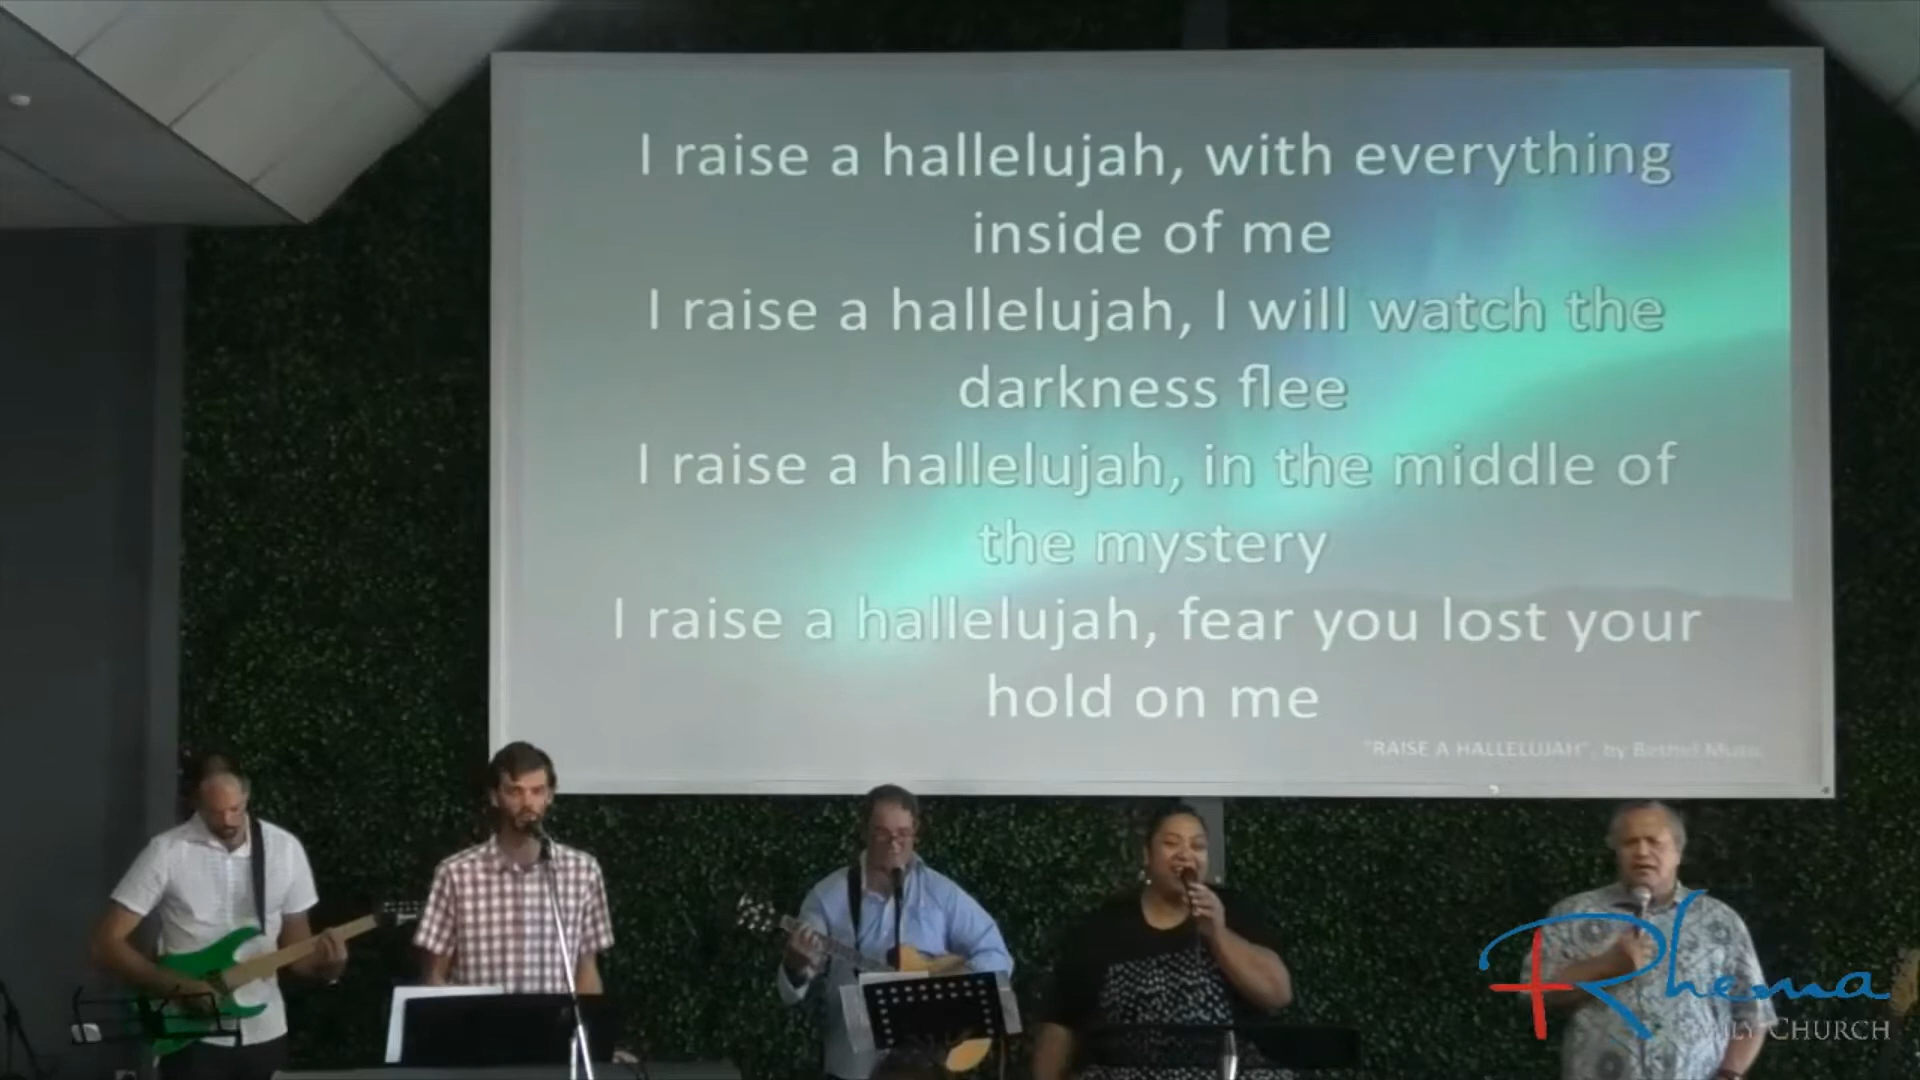 I raise a hallelujah, with everything
inside of me
I raise a hallelujah, I will watch the
darkness flee
I raise a hallelujah, in the middle of
the mystery
I raise a hallelujah, fear you lost your
hold on me
"RAISE A HALLELUJAH", by Bethel Music
Rhema
CHURCH